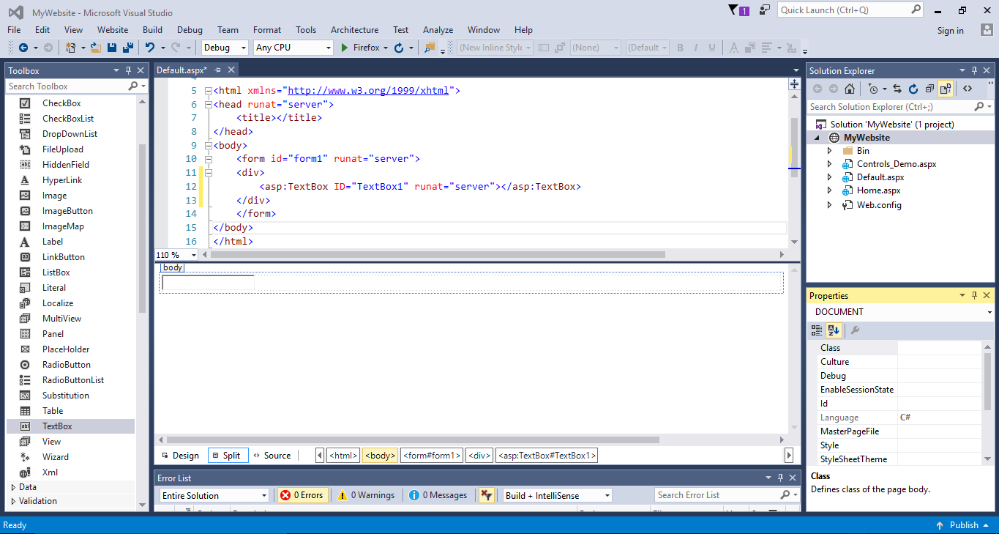 MyWebsite - Microsoft Visual Studio
1
Quick Launch (Ctrl+Q)
File Edit View Website Build Debug Team Format Tools Architecture Test Analyze Window Help
Sign in
Debug Any CPU Firefox (New Inline Style (None) (Default B I U A
Toolbox
Search Toolbox
CheckBox
CheckBoxList
DropDownList
FileUpload
HiddenField
HyperLink
Image
ImageButton
ImageMap
Label
LinkButton
ListBox
Literal
Localize
MultiView
Panel
PlaceHolder
RadioButton
RadioButtonList
Substitution
Table
TextBox
View
Wizard
Xml
Data
Validation
Default.aspx*
5 <html xmlns="http://www.w3.org/1999/xhtml">
6 <head runat="server">
7 <title></title>
8 </head>
9 <body>
10 <form id="form1" runat="server">
11 <div>
12 <asp:TextBox ID="TextBox1" runat="server"></asp:TextBox>
13 </div>
14 </form>
15 </body>
16 </html>
110 %
body
Design Split Source <html> <body> <form#form1> <div> <asp:TextBox#TextBox1>
Error List
Entire Solution 0 Errors 0 Warnings 0 Messages Build + IntelliSense Search Error List
Solution Explorer
Search Solution Explorer (Ctrl+;)
Solution 'MyWebsite' (1 project)
MyWebsite
Bin
Controls_Demo.aspx
Default.aspx
Home.aspx
Web.config
Properties
DOCUMENT
Class
Culture
Debug
EnableSessionState
Id
Language C#
MasterPageFile
Style
StyleSheetTheme
Class
Defines class of the page body.
Ready
Publish